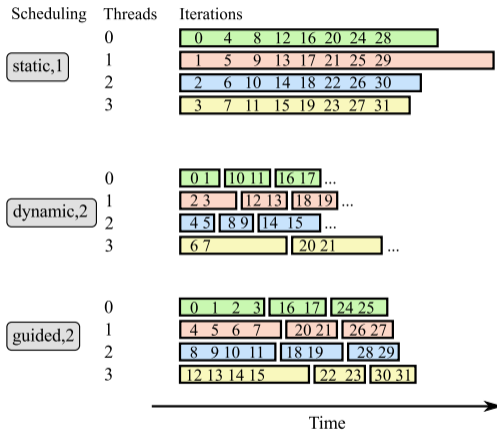 Scheduling Threads Iterations
0 0 4 8 12 16 20 24 28
static,1
1 1 5 9 13 17 21 25 29
2 2 6 10 14 18 22 26 30
3 3 7 11 15 19 23 27 31
0 0 1 10 11 16 17 ...
1 2 3 12 13 18 19 ...
dynamic,2
2 4 5 8 9 14 15 ...
3 6 7 20 21 ...
0 0 1 2 3 16 17 24 25
1 4 5 6 7 20 21 26 27
guided,2
2 8 9 10 11 18 19 28 29
3 12 13 14 15 22 23 30 31
Time